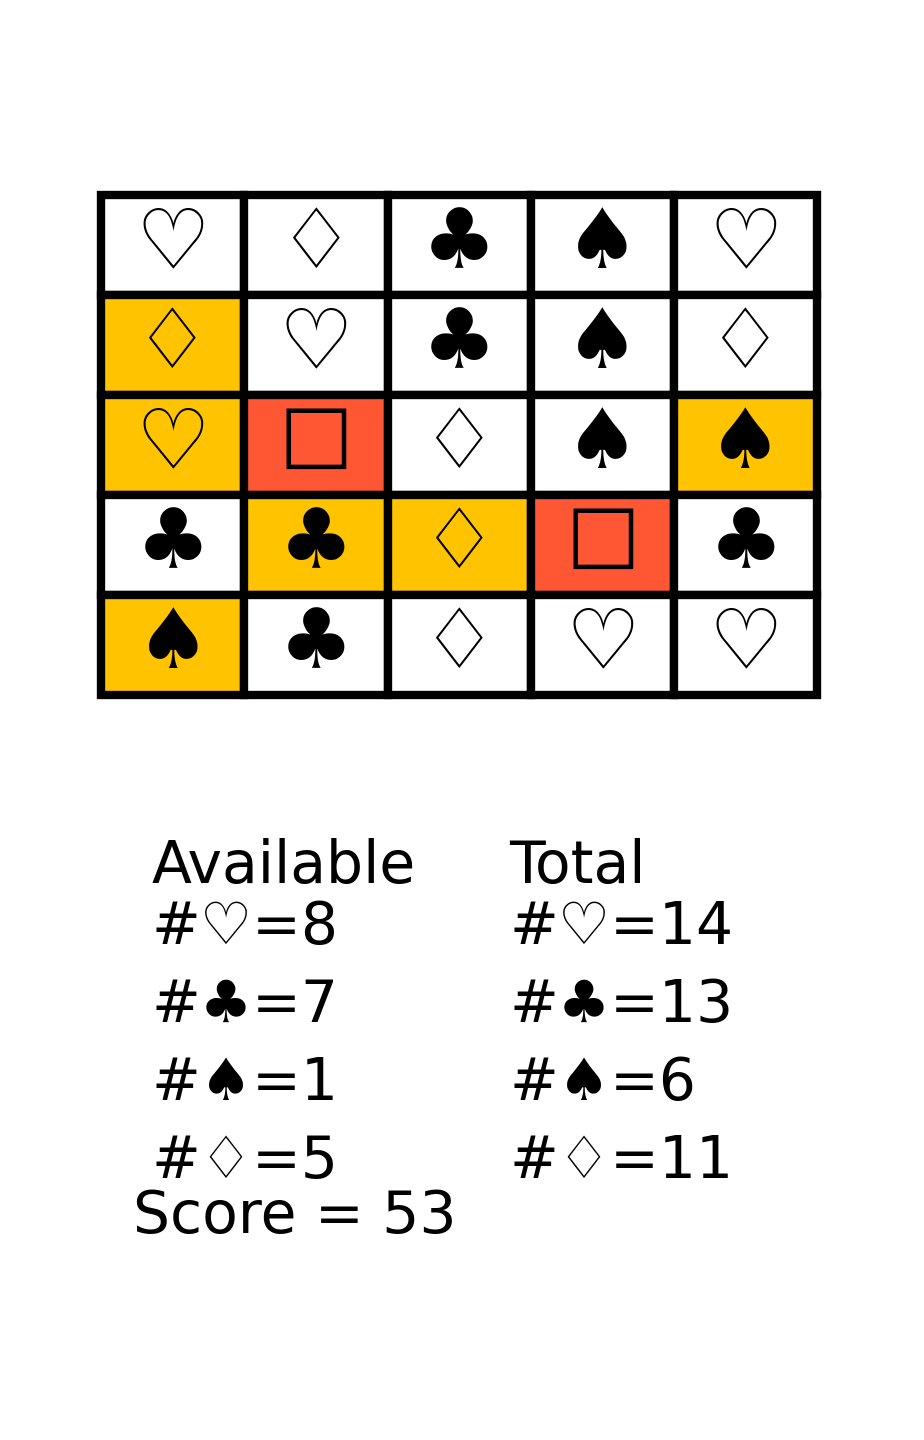 ♡ ♢ ♣ ♠ ♡
♢ ♡ ♣ ♠ ♢
♡ □ ♢ ♠ ♠
♣ ♣ ♢ □ ♣
♠ ♣ ♢ ♡ ♡
Available Total
#♡=8 #♡=14
#♣=7 #♣=13
#♠=1 #♠=6
#♢=5 #♢=11
Score = 53